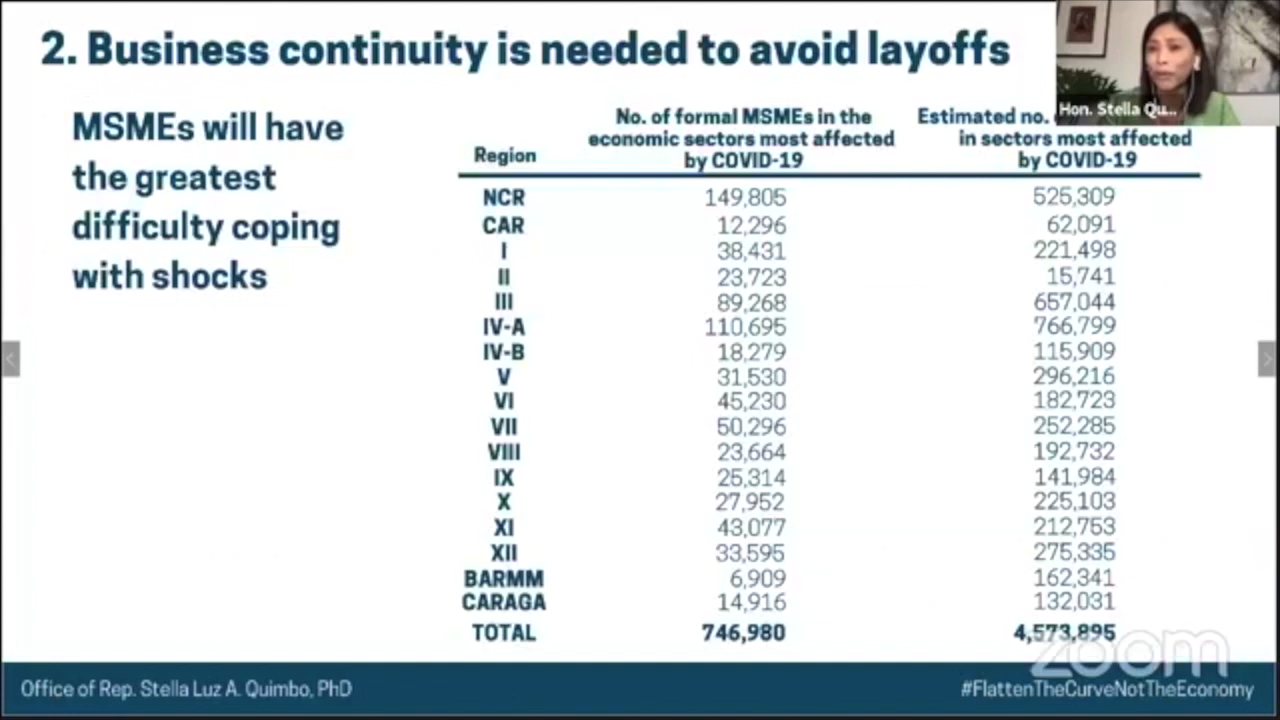 2. Business continuity is needed to avoid layoffs
Hon. Stella Qu...
MSMEs will have
the greatest
difficulty coping
with shocks
Region No. of formal MSMEs in the economic sectors most affected by COVID-19 Estimated no. in sectors most affected by COVID-19
NCR 149,805 525,309
CAR 12,296 62,091
I 38,431 221,498
II 23,723 15,741
III 89,268 657,044
IV-A 110,695 766,799
IV-B 18,279 115,909
V 31,530 296,216
VI 45,230 182,723
VII 50,296 252,285
VIII 23,664 192,732
IX 25,314 141,984
X 27,952 225,103
XI 43,077 212,753
XII 33,595 275,335
BARMM 6,909 162,341
CARAGA 14,916 132,031
TOTAL 746,980 4,573,895
zoom
Office of Rep. Stella Luz A. Quimbo, PhD #FlattenTheCurveNotTheEconomy